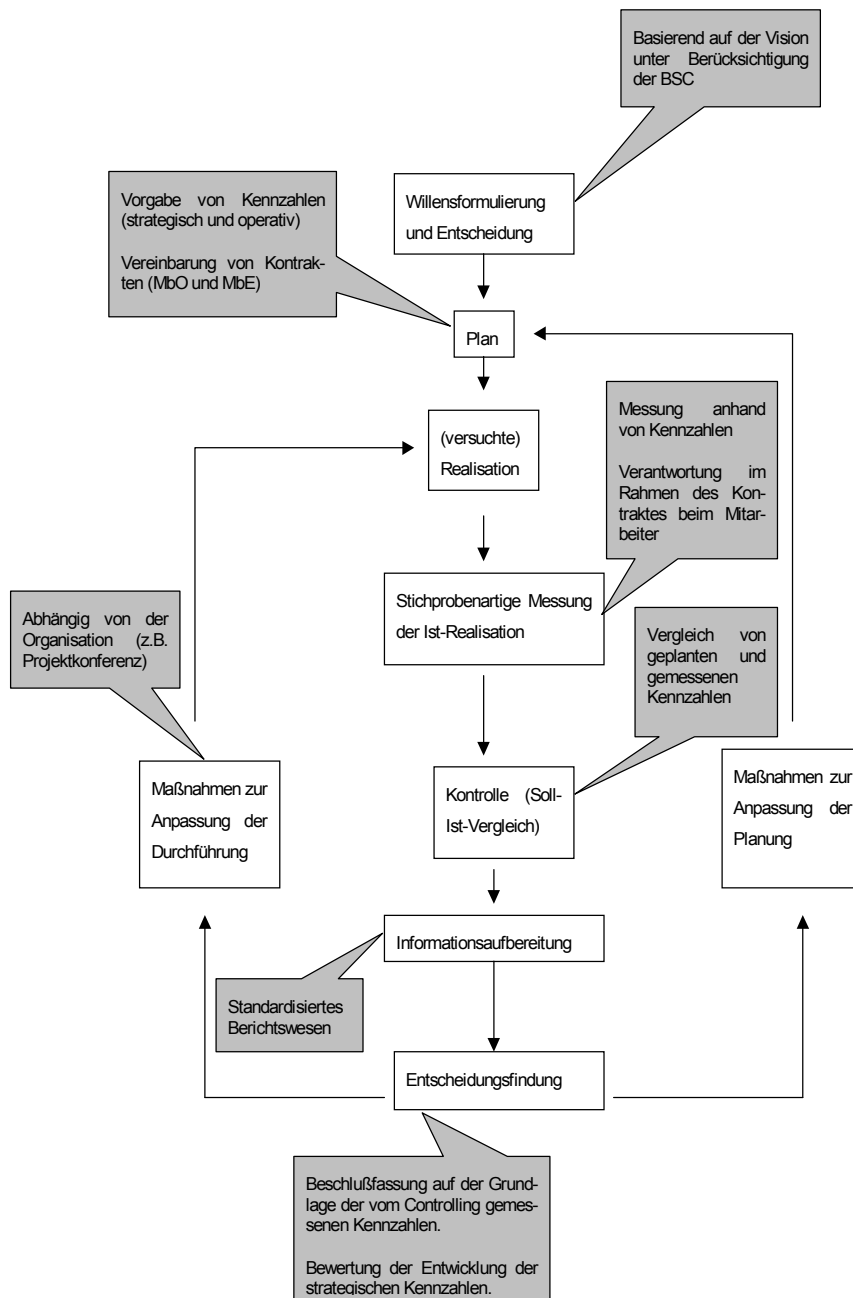 Basierend auf der Vision
unter Berücksichtigung
der BSC
Willensformulierung
und Entscheidung
Vorgabe von Kennzahlen
(strategisch und operativ)
Vereinbarung von Kontrak-
ten (MbO und MbE)
Plan
(versuchte)
Realisation
Messung anhand
von Kennzahlen
Verantwortung im
Rahmen des Kon-
traktes beim Mitar-
beiter
Stichprobenartige Messung
der Ist-Realisation
Abhängig von der
Organisation (z.B.
Projektkonferenz)
Vergleich von
geplanten und
gemessenen
Kennzahlen
Maßnahmen zur
Anpassung der
Durchführung
Kontrolle (Soll-
Ist-Vergleich)
Maßnahmen zur
Anpassung der
Planung
Informationsaufbereitung
Standardisiertes
Berichtswesen
Entscheidungsfindung
Beschlußfassung auf der Grund-
lage der vom Controlling gemes-
senen Kennzahlen.
Bewertung der Entwicklung der
strategischen Kennzahlen.